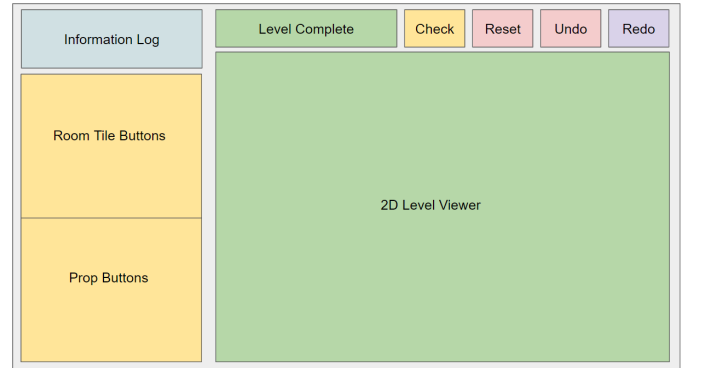 Information Log
Level Complete
Check
Reset
Undo
Redo
Room Tile Buttons
2D Level Viewer
Prop Buttons